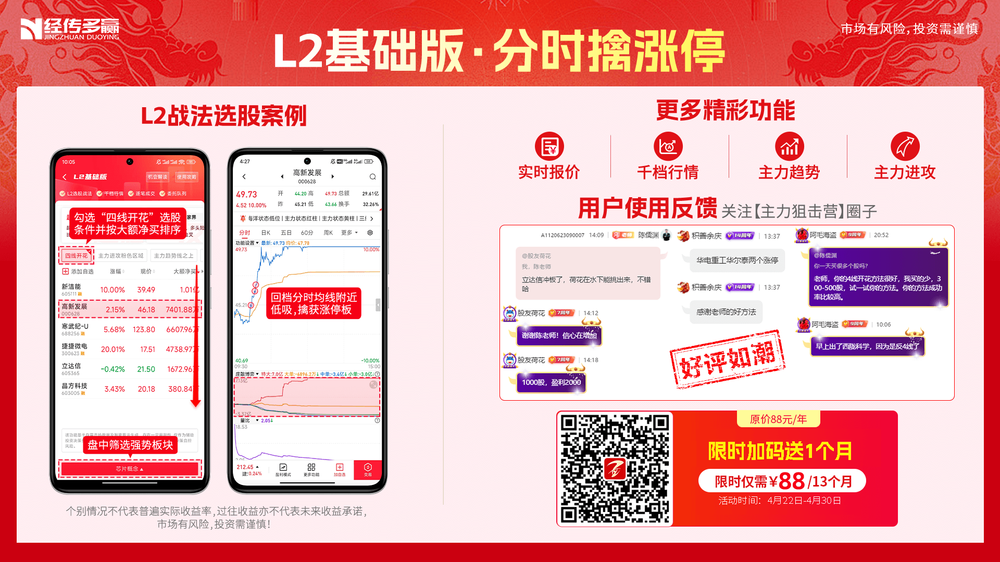 经传多赢
JINGZHUAN DUOYING
L2基础版·分时擒涨停
市场有风险，投资需谨慎
L2战法选股案例
10:05
L2基础版
机会解读
使用攻略
L2选股战法 千档行情 逐笔成交 委托队列
勾选“四线开花”选股
条件并按大额净买排序
四线开花 主力进攻粉色区域 主力趋势线之上
添加自选 涨幅 现价 大额净买
新洁能 10.00% 39.49 1.01亿
605111 融
高新发展 2.15% 46.18 7401.88万
000628
寒武纪-U 5.68% 123.80 6607.96万
688256 融
捷捷微电 20.01% 17.51 4738.97万
300623 融
立达信 -0.42% 21.50 1672.96万
605365
晶方科技 3.43% 20.18 380.84万
603005 融
盘中筛选强势板块
芯片概念
4:27
高新发展
000628
49.73 开 44.20 高 49.73 总额 29.61亿
4.52 10.00% 昨 45.21 低 43.66 换手 32.26%
海洋状态低位 | 主力状态红柱 | 主力状态黄柱 |
分时 日K 五日 60分 周K 更多
功能设置 最新: 49.73 均价: 47.78
49.73 10.00%
45.21
回档分时均线附近
低吸，擒获涨停板
40.69 -10.00%
09:30 15:00
庄散博弈 特大:7.0亿 大单:-6896.2万 中单:-3.4亿 小单:-3.0亿
7.13亿
-3.37亿
量比 2.05
18.53
212.45
建:0.24%
盈利模式
更多功能
加自选
交易
个别情况不代表普遍实际收益率，过往收益亦不代表未来收益承诺，
市场有风险，投资需谨慎！
更多精彩功能
实时报价
千档行情
主力趋势
主力进攻
用户使用反馈 关注【主力狙击营】圈子
A1120623090007 14:09 老师 陈儒渊
@股友荷花
我，陈老师
立达信冲板了，荷花在水下能挑出来，不错
哈
股友荷花 7周年 14:12
谢谢陈老师！信心在增加
股友荷花 7周年 14:18
1000股，盈利2000
积善余庆 14周年 13:37
华电重工华尔泰两个涨停
积善余庆 14周年 13:37
感谢老师的好方法
阿毛海盗 9周年 20:52
@陈儒渊
你一天买很多个股吗？
老师，你的4线开花方法很好，我买的少，3
00-500股，试一试你的方法。你的方法成功
率比较高。
阿毛海盗 9周年 10:06
早上出了西陇科学，因为是反4线了
好评如潮
原价88元/年
限时加码送1个月
限时仅需¥88/13个月
活动时间：4月22日-4月30日